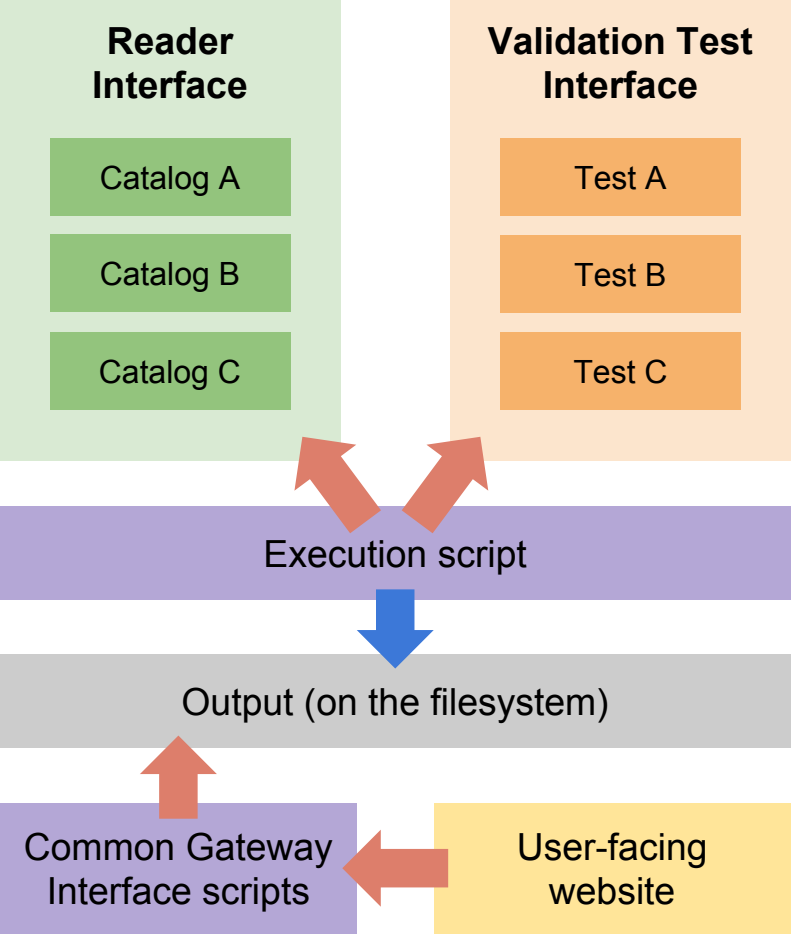 Reader
Interface
Catalog A
Catalog B
Catalog C
Validation Test
Interface
Test A
Test B
Test C
Execution script
Output (on the filesystem)
Common Gateway
Interface scripts
User-facing
website